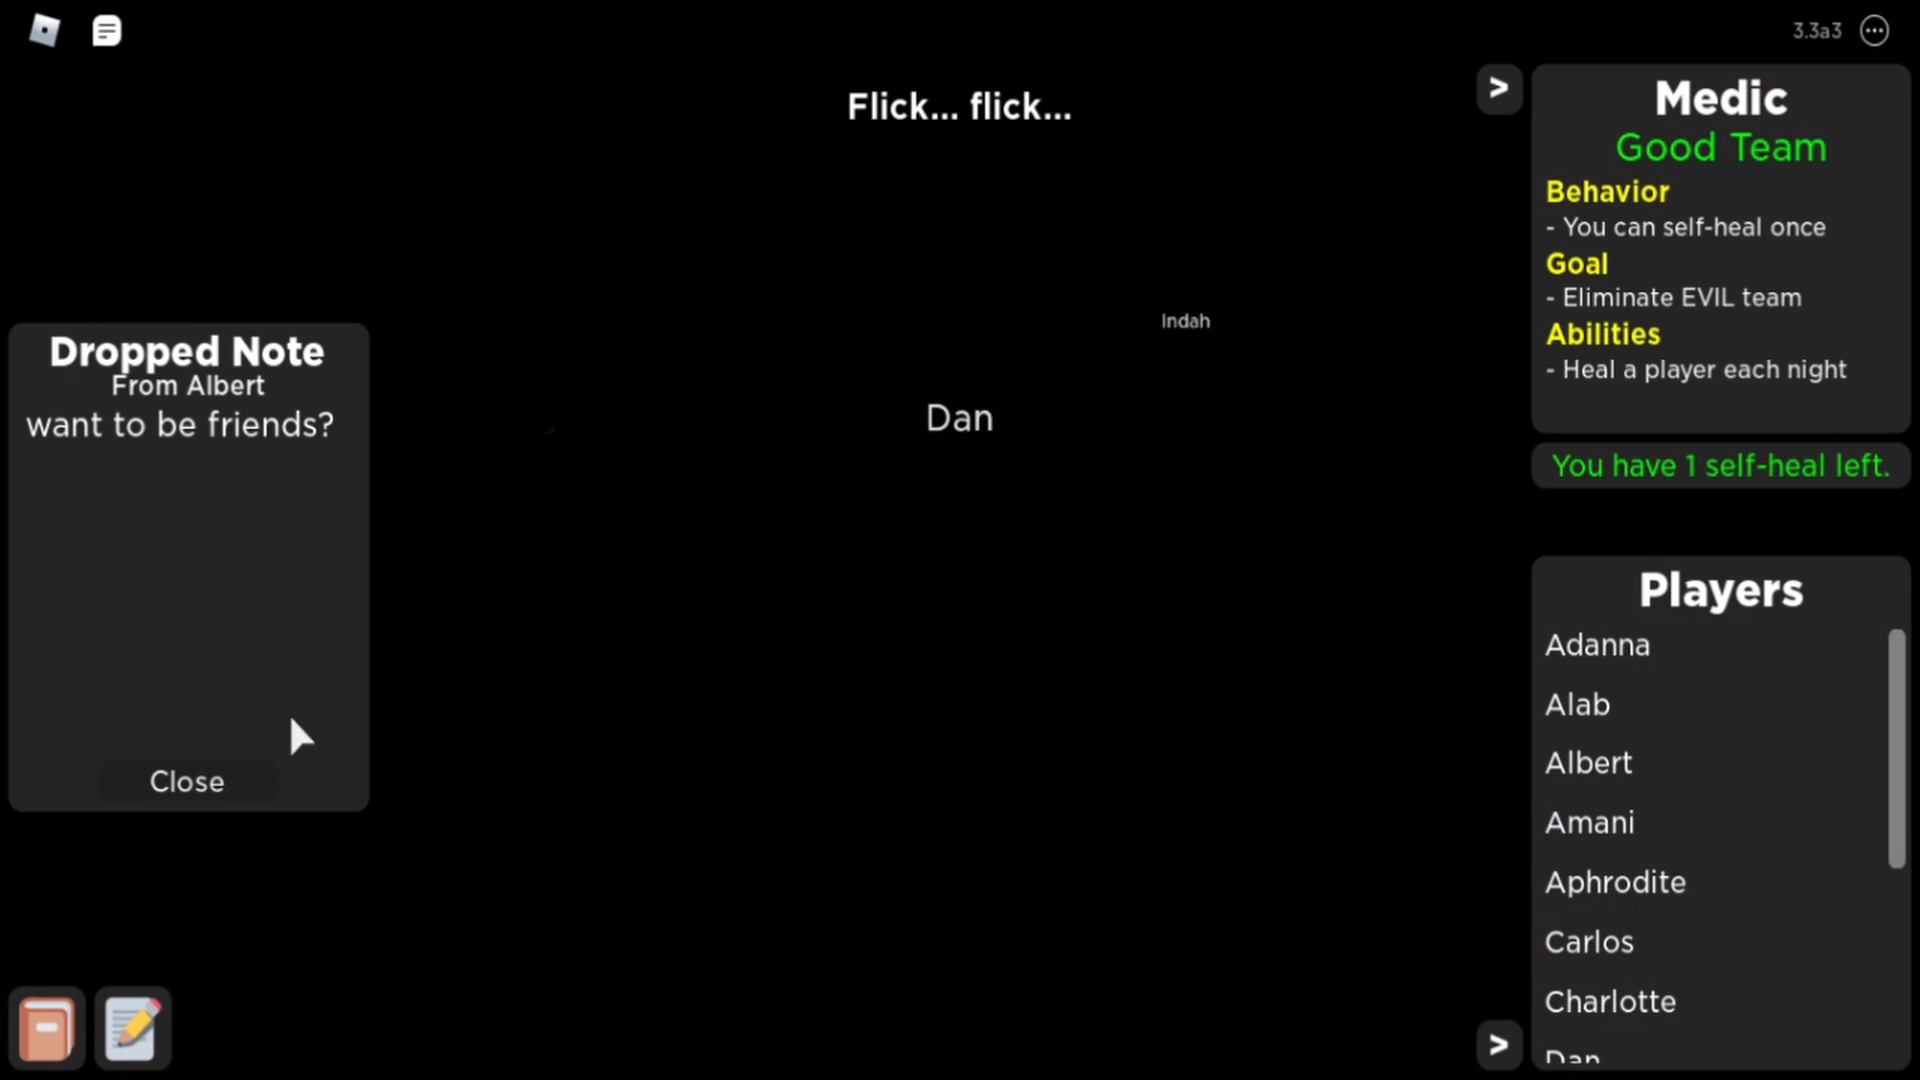 3.3a3
Flick... flick...
>
Medic
Good Team
Behavior
- You can self-heal once
Goal
- Eliminate EVIL team
Abilities
- Heal a player each night
You have 1 self-heal left.
Indah
Dan
Dropped Note
From Albert
want to be friends?
Close
Players
Adanna
Alab
Albert
Amani
Aphrodite
Carlos
Charlotte
Dan
>